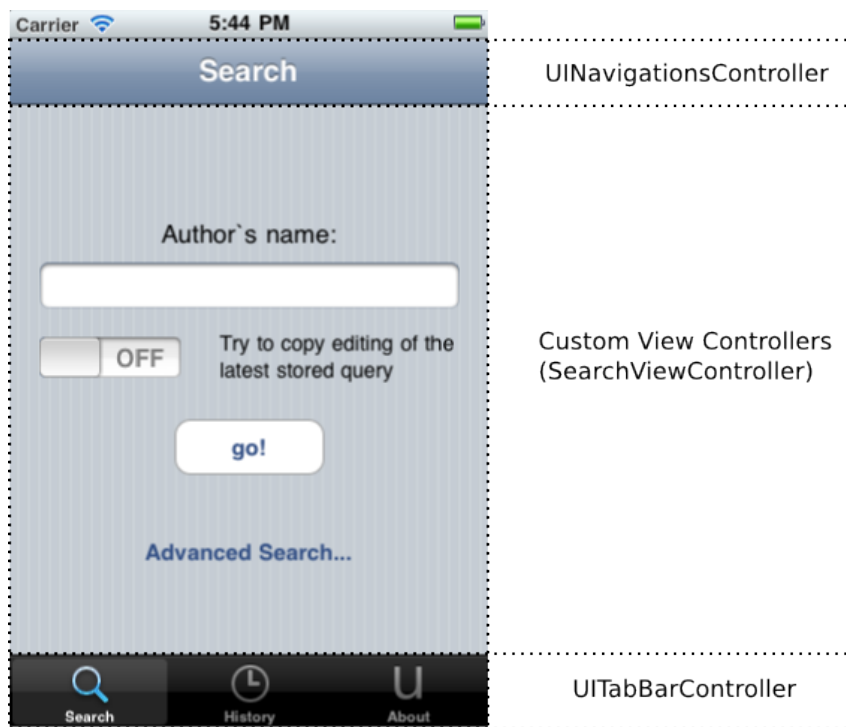 Carrier 5:44 PM
Search
UINavigationsController
Author`s name:
OFF
Try to copy editing of the
latest stored query
Custom View Controllers
(SearchViewController)
go!
Advanced Search...
Search History About
UITabBarController